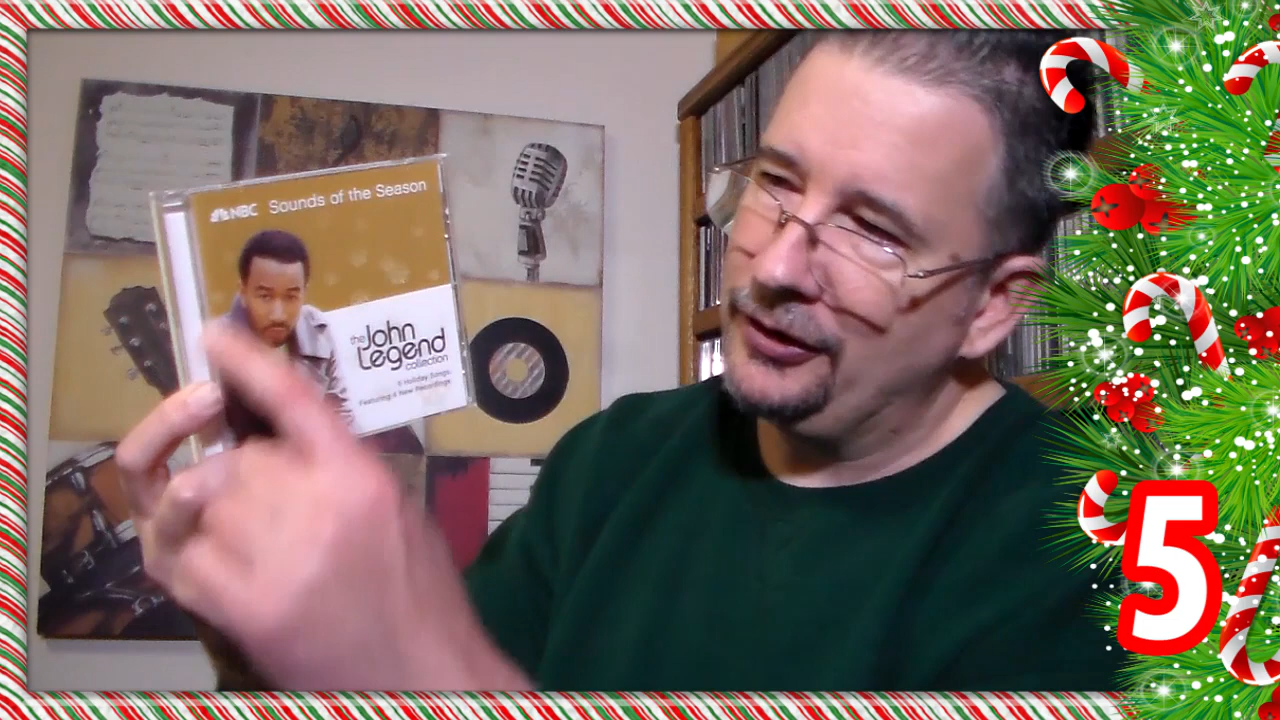 NBC Sounds of the Season
the John
Legend
collection
6 Holiday Songs
Featuring 4 New Recordings
5